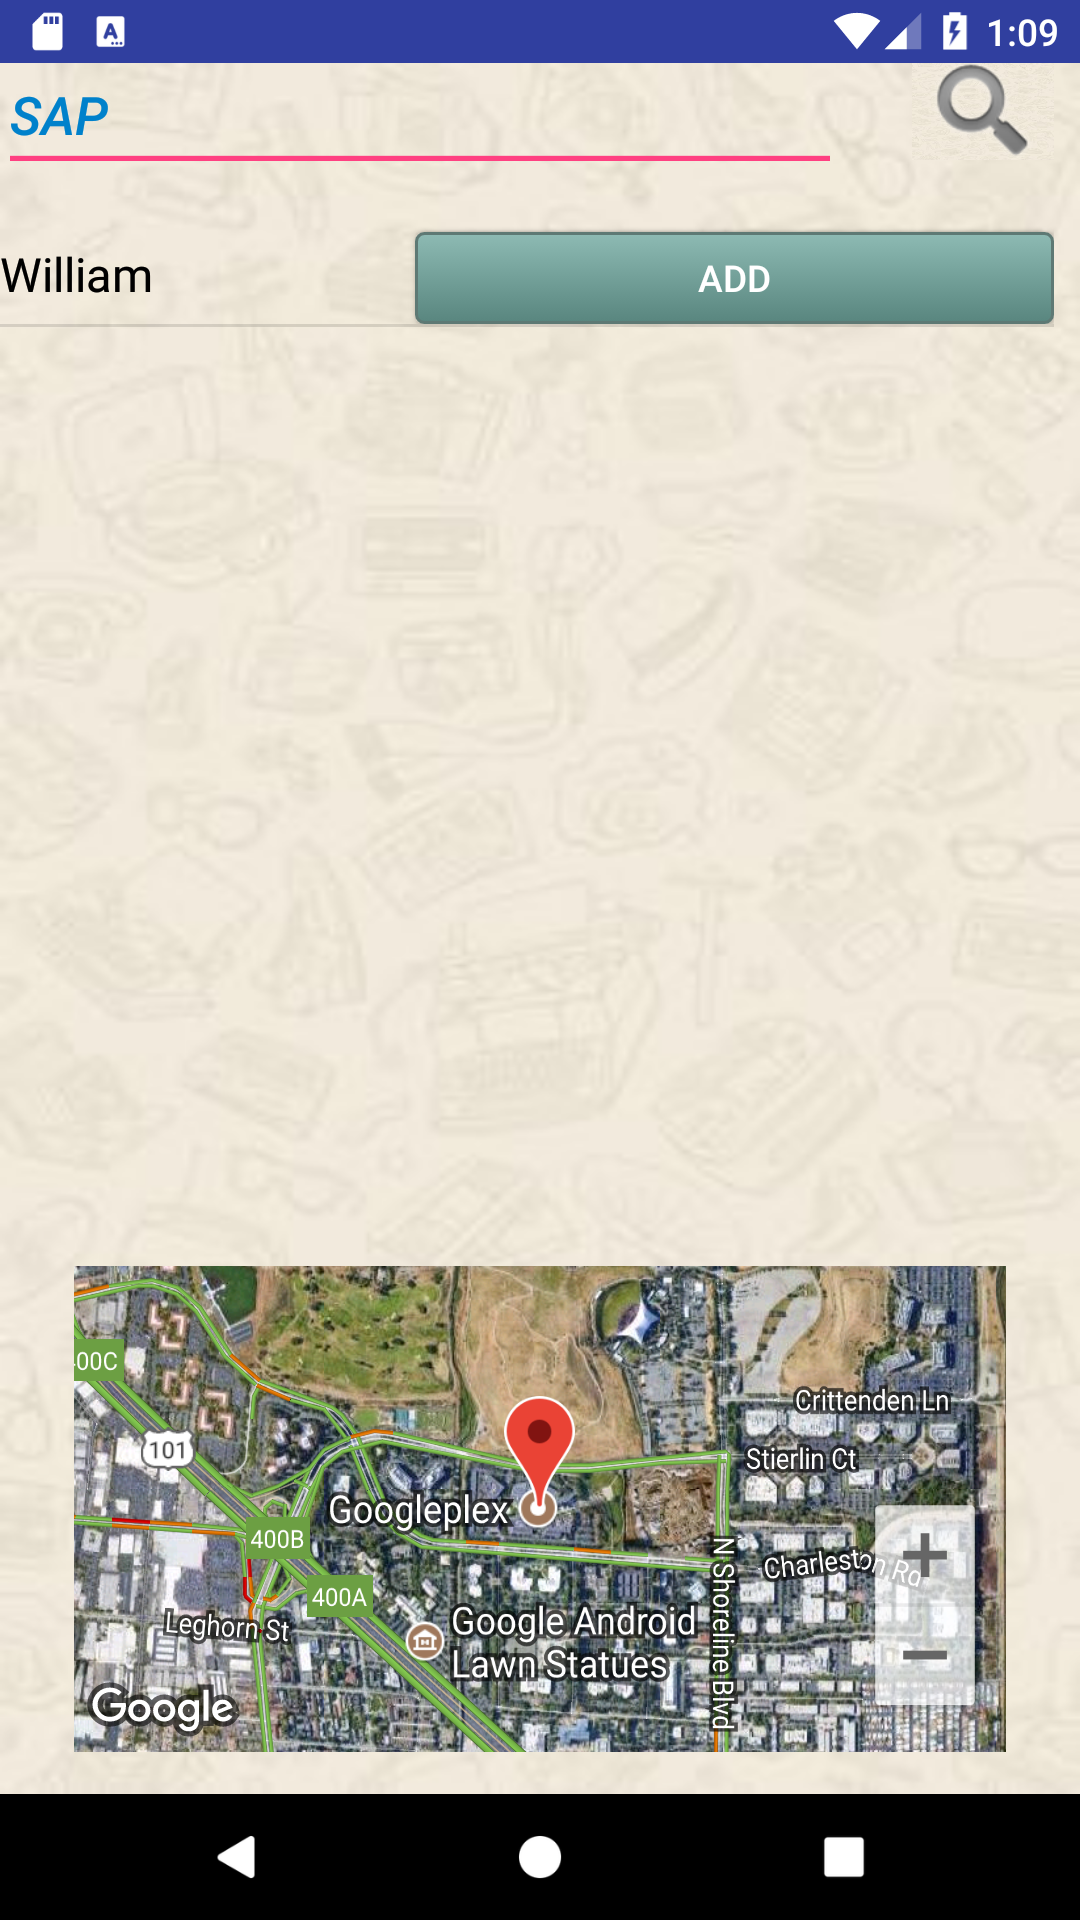 1:09
SAP
William
ADD
400C
Crittenden Ln
101
Stierlin Ct
Googleplex
400B
N Shoreline Blvd
Charleston Rd
400A
Google Android
Lawn Statues
Leghorn St
Google